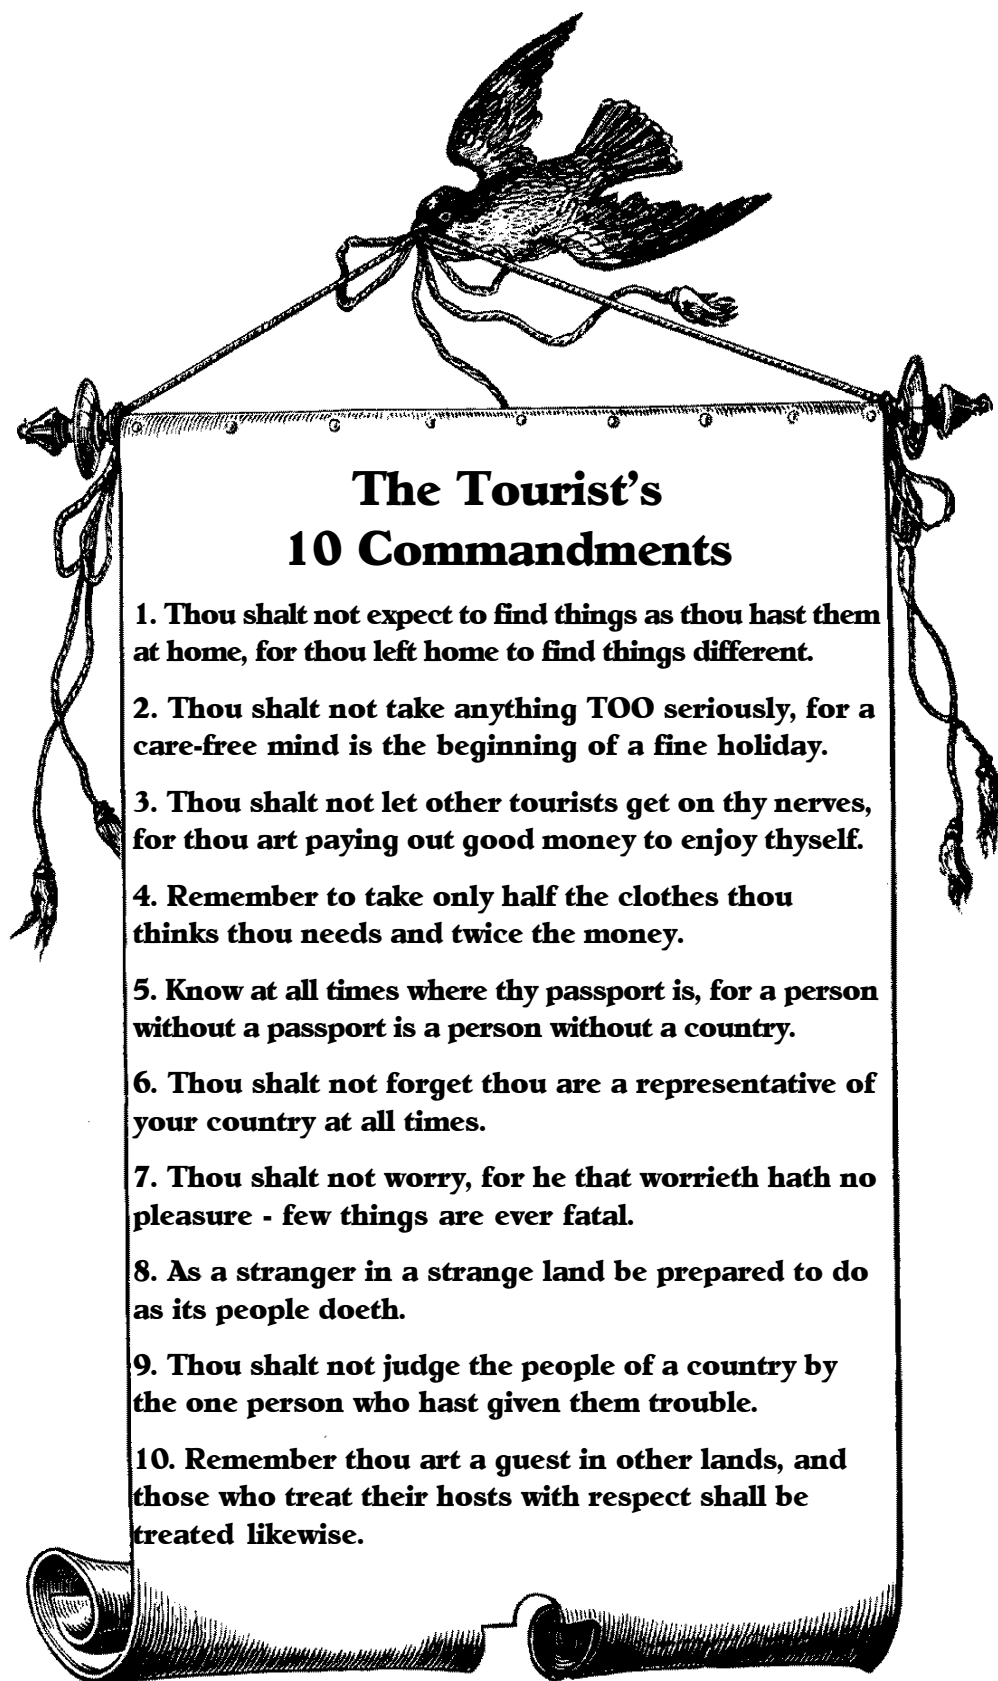 The Tourist's
10 Commandments
1. Thou shalt not expect to find things as thou hast them
at home, for thou left home to find things different.
2. Thou shalt not take anything TOO seriously, for a
care-free mind is the beginning of a fine holiday.
3. Thou shalt not let other tourists get on thy nerves,
for thou art paying out good money to enjoy thyself.
4. Remember to take only half the clothes thou
thinks thou needs and twice the money.
5. Know at all times where thy passport is, for a person
without a passport is a person without a country.
6. Thou shalt not forget thou are a representative of
your country at all times.
7. Thou shalt not worry, for he that worrieth hath no
pleasure - few things are ever fatal.
8. As a stranger in a strange land be prepared to do
as its people doeth.
9. Thou shalt not judge the people of a country by
the one person who hast given them trouble.
10. Remember thou art a guest in other lands, and
those who treat their hosts with respect shall be
treated likewise.